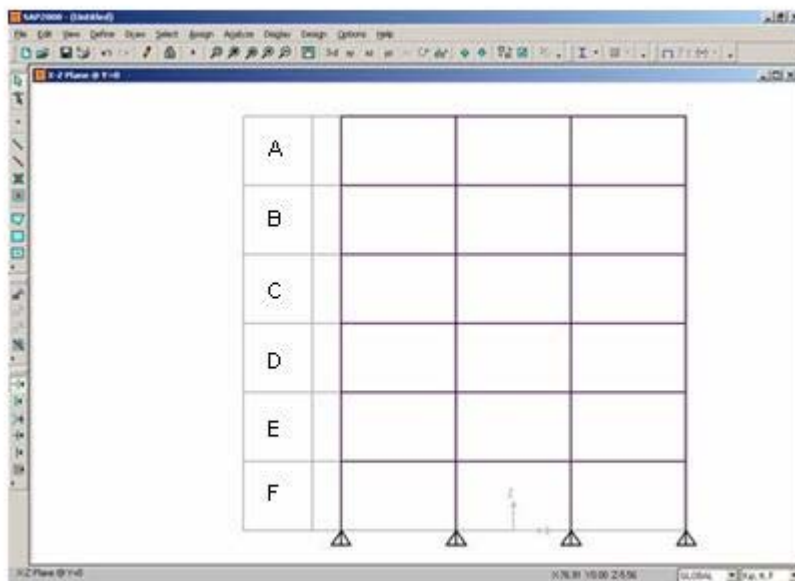 SAP2000 - (Untitled)
File Edit View Define Draw Select Assign Analyze Display Design Options Help
X-Z Plane @ Y=0
A
B
C
D
E
F
X-Z Plane @ Y=0
GLOBAL